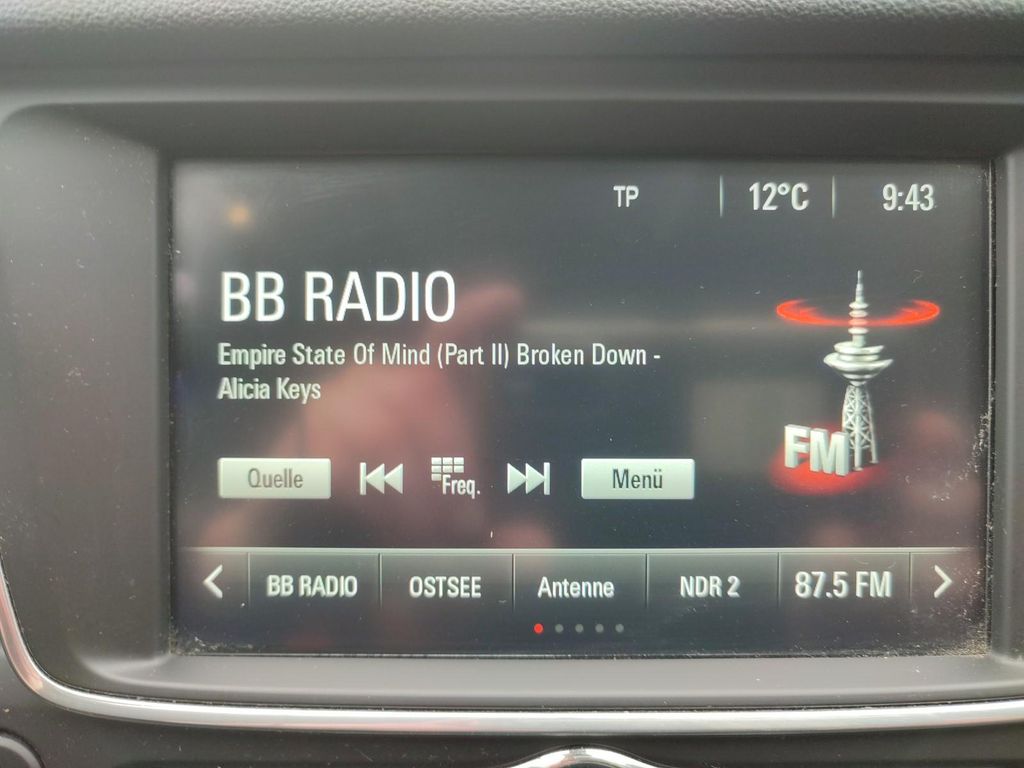 TP 12°C 9:43
BB RADIO
Empire State Of Mind (Part II) Broken Down -
Alicia Keys
FM
Quelle Freq. Menü
BB RADIO OSTSEE Antenne NDR 2 87.5 FM